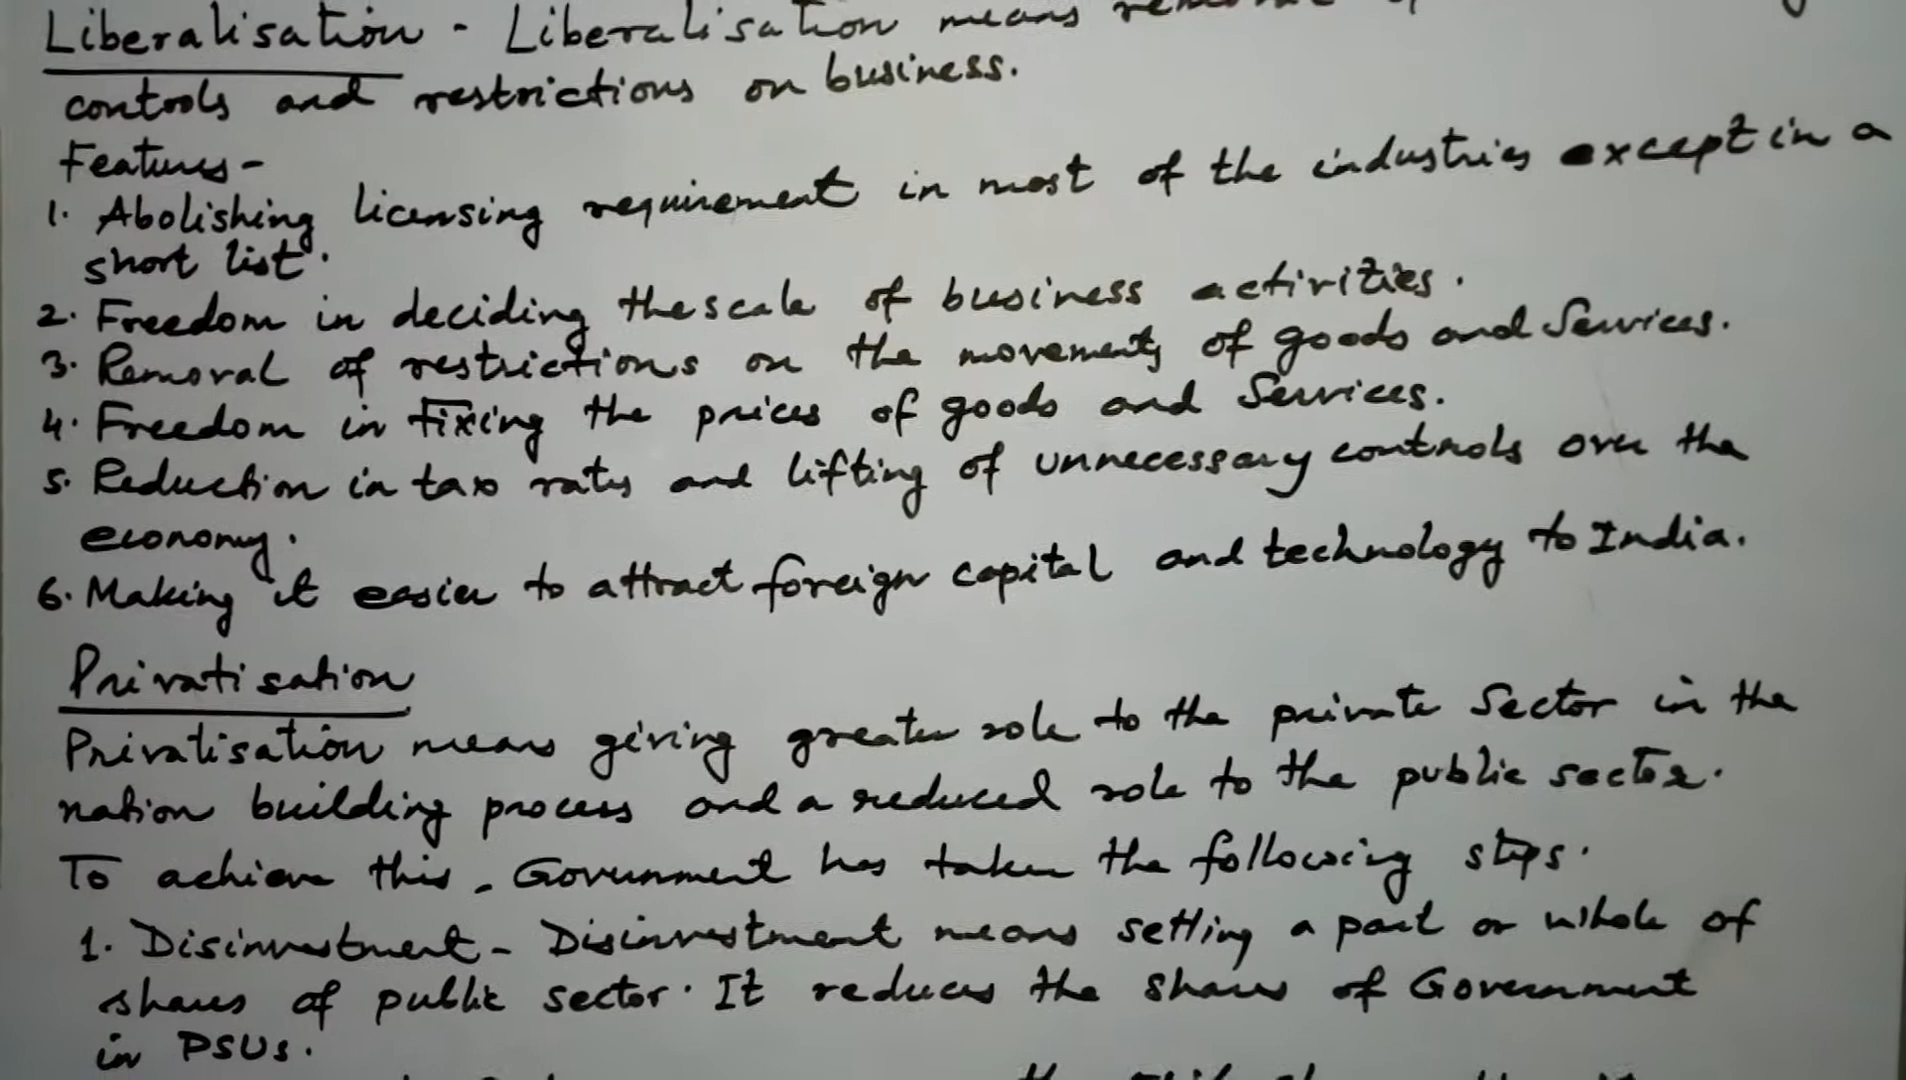 Liberalisation - Liberalisation means
controls and restrictions on business.
Features-
1. Abolishing licensing requirement in most of the industries except in a
short list.
2. Freedom in deciding the scale of business activities.
3. Removal of restrictions on the movements of goods and Services.
4. Freedom in fixing the prices of goods and Services.
5. Reduction in tax rates and lifting of unnecessary controls over the
economy.
6. Making it easier to attract foreign capital and technology to India.
Privatisation
Privatisation means giving greater role to the private Sector in the
nation building process and a reduced role to the public sector.
To achieve this, Government has taken the following steps.
1. Disinvestment - Disinvestment means selling a part or whole of
shares of public sector. It reduces the shares of Government
in PSUs.